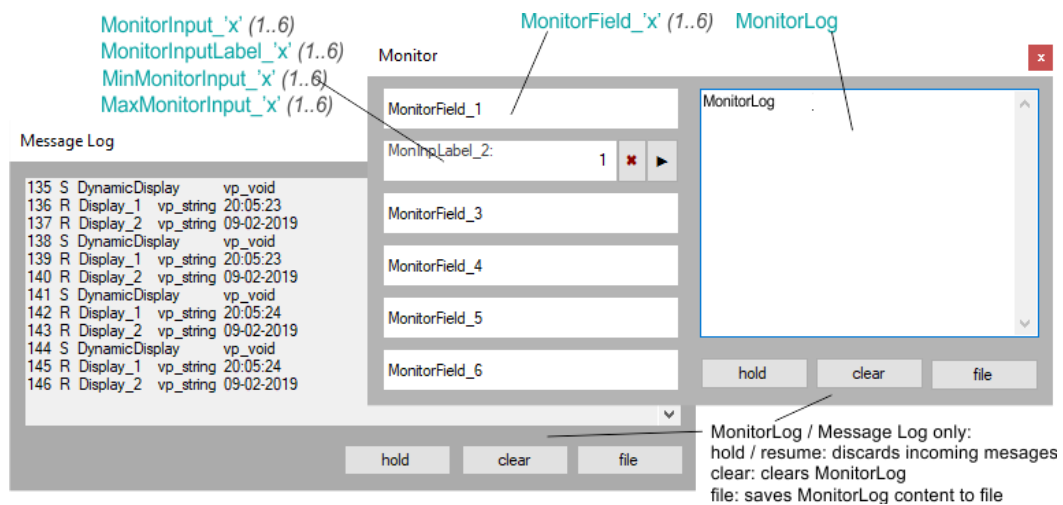 MonitorInput_'x' (1..6)
MonitorInputLabel_'x' (1..6)
MinMonitorInput_'x' (1..6)
MaxMonitorInput_'x' (1..6)
MonitorField_'x' (1..6)
MonitorLog
Monitor
x
MonitorField_1
MonInpLabel_2:
1
MonitorField_3
MonitorField_4
MonitorField_5
MonitorField_6
MonitorLog
hold
clear
file
Message Log
135 S DynamicDisplay vp_void
136 R Display_1 vp_string 20:05:23
137 R Display_2 vp_string 09-02-2019
138 S DynamicDisplay vp_void
139 R Display_1 vp_string 20:05:23
140 R Display_2 vp_string 09-02-2019
141 S DynamicDisplay vp_void
142 R Display_1 vp_string 20:05:24
143 R Display_2 vp_string 09-02-2019
144 S DynamicDisplay vp_void
145 R Display_1 vp_string 20:05:24
146 R Display_2 vp_string 09-02-2019
hold
clear
file
MonitorLog / Message Log only:
hold / resume: discards incoming mesages
clear: clears MonitorLog
file: saves MonitorLog content to file